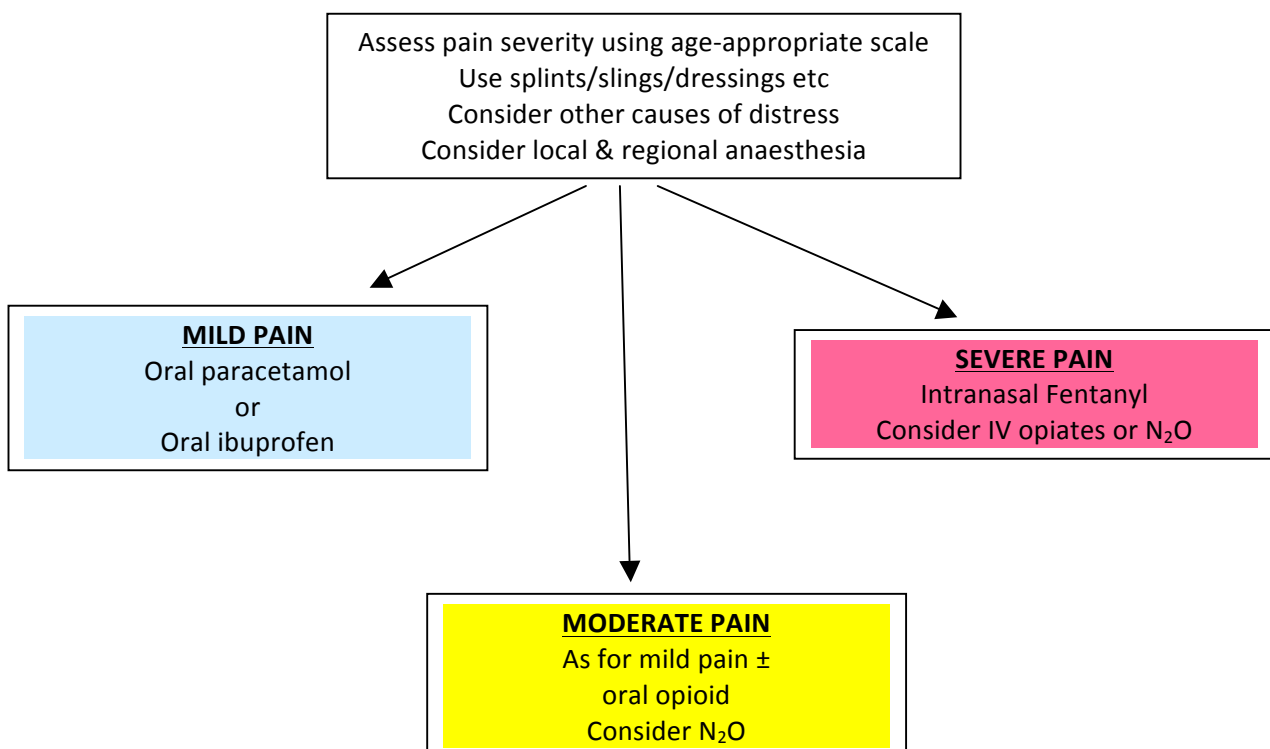 Assess pain severity using age-appropriate scale
Use splints/slings/dressings etc
Consider other causes of distress
Consider local & regional anaesthesia
MILD PAIN
Oral paracetamol
or
Oral ibuprofen
SEVERE PAIN
Intranasal Fentanyl
Consider IV opiates or N₂O
MODERATE PAIN
As for mild pain ±
oral opioid
Consider N₂O